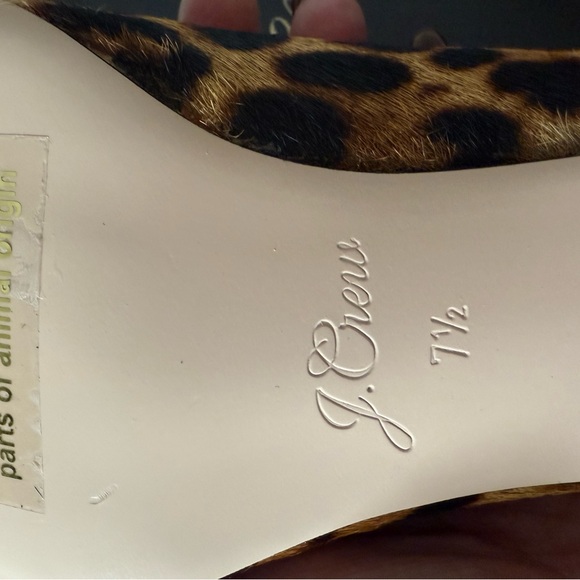 parts of animal origin
J.Crew
7½